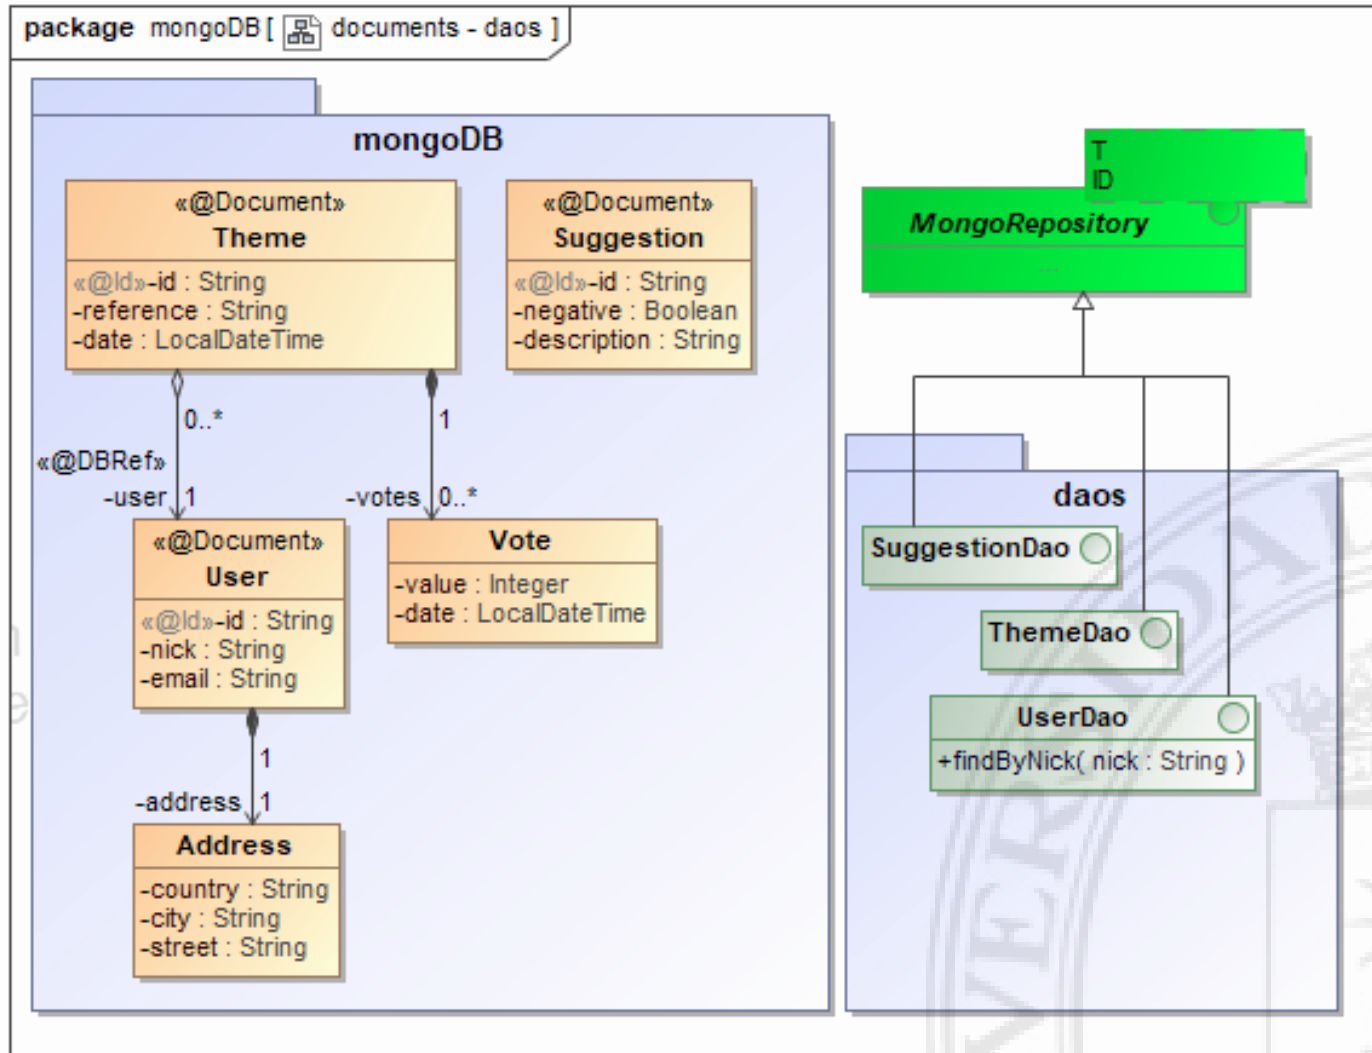 package mongoDB [ documents - daos ]
mongoDB
«@Document»
Theme
«@Id»-id : String
-reference : String
-date : LocalDateTime
«@Document»
Suggestion
«@Id»-id : String
-negative : Boolean
-description : String
0..*
1
«@DBRef»
-user 1
-votes 0..*
«@Document»
User
«@Id»-id : String
-nick : String
-email : String
Vote
-value : Integer
-date : LocalDateTime
1
-address 1
Address
-country : String
-city : String
-street : String
T
ID
MongoRepository
...
daos
SuggestionDao
ThemeDao
UserDao
+findByNick( nick : String )
VERSIDAD